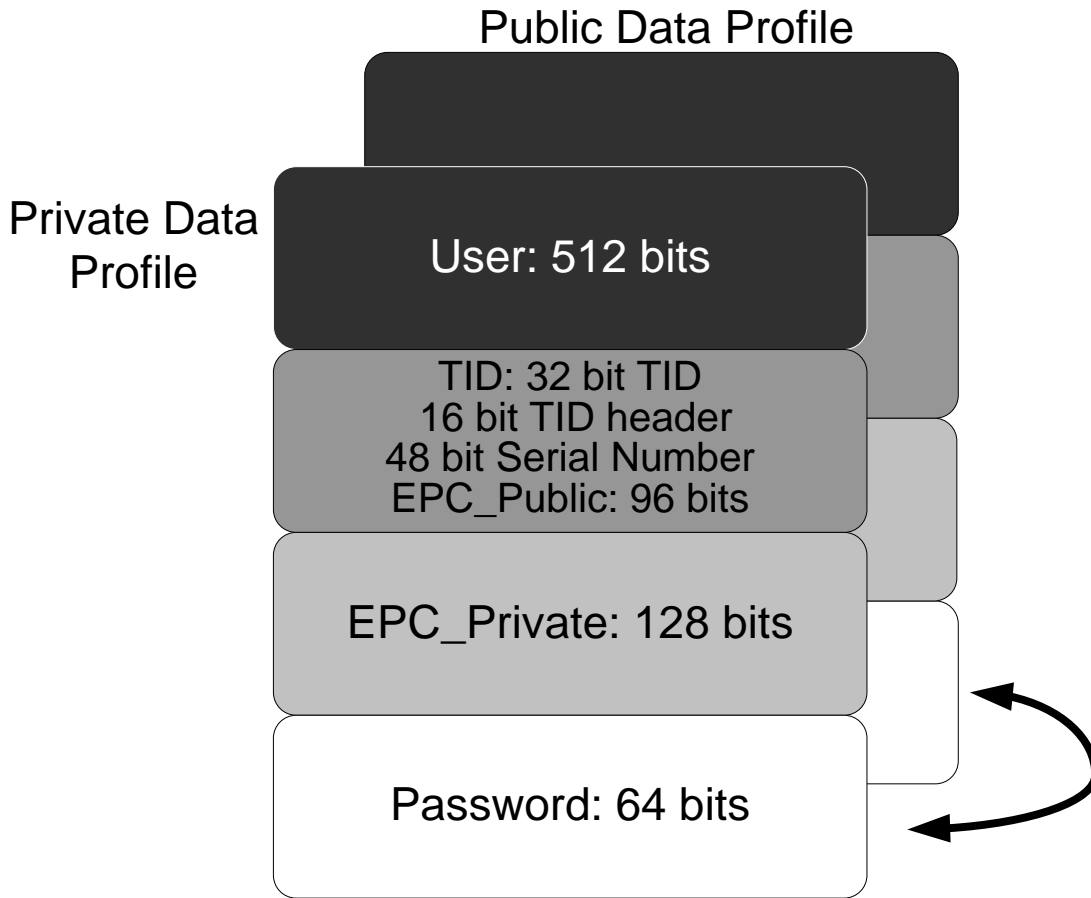 Public Data Profile
Private Data
Profile
User: 512 bits
TID: 32 bit TID
16 bit TID header
48 bit Serial Number
EPC_Public: 96 bits
EPC_Private: 128 bits
Password: 64 bits